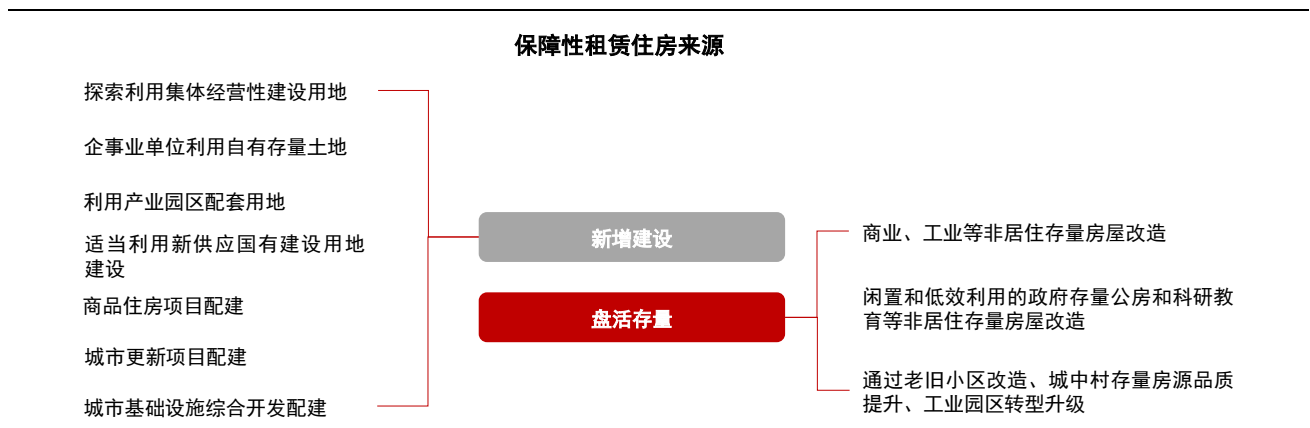 保障性租赁住房来源
探索利用集体经营性建设用地
企事业单位利用自有存量土地
利用产业园区配套用地
适当利用新供应国有建设用地
建设
商品住房项目配建
城市更新项目配建
城市基础设施综合开发配建
新增建设
盘活存量
商业、工业等非居住存量房屋改造
闲置和低效利用的政府存量公房和科研教
育等非居住存量房屋改造
通过老旧小区改造、城中村存量房源品质
提升、工业园区转型升级